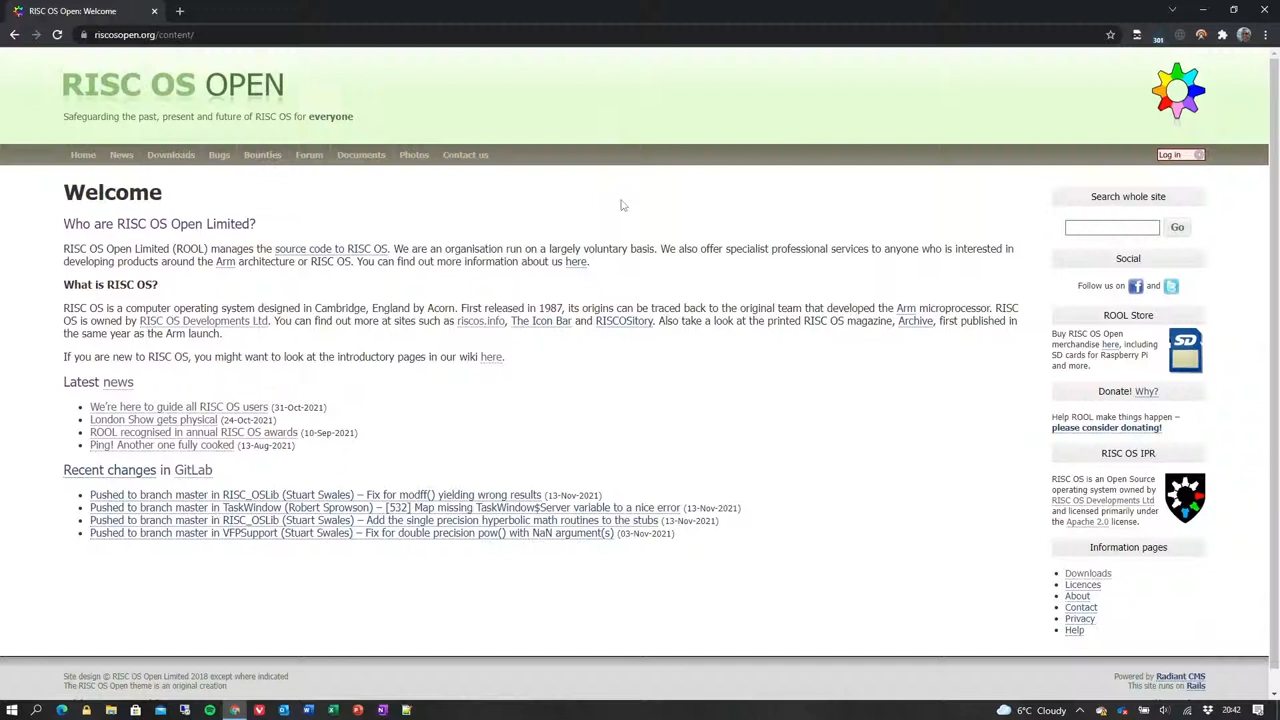 RISC OS Open: Welcome
riscosopen.org/content/
301
RISC OS OPEN
Safeguarding the past, present and future of RISC OS for everyone
Home News Downloads Bugs Bounties Forum Documents Photos Contact us
Log in
Welcome
Who are RISC OS Open Limited?
RISC OS Open Limited (ROOL) manages the source code to RISC OS. We are an organisation run on a largely voluntary basis. We also offer specialist professional services to anyone who is interested in
developing products around the Arm architecture or RISC OS. You can find out more information about us here.
What is RISC OS?
RISC OS is a computer operating system designed in Cambridge, England by Acorn. First released in 1987, its origins can be traced back to the original team that developed the Arm microprocessor. RISC
OS is owned by RISC OS Developments Ltd. You can find out more at sites such as riscos.info, The Icon Bar and RISCOSitory. Also take a look at the printed RISC OS magazine, Archive, first published in
the same year as the Arm launch.
If you are new to RISC OS, you might want to look at the introductory pages in our wiki here.
Latest news
We're here to guide all RISC OS users (31-Oct-2021)
London Show gets physical (24-Oct-2021)
ROOL recognised in annual RISC OS awards (10-Sep-2021)
Ping! Another one fully cooked (13-Aug-2021)
Recent changes in GitLab
Pushed to branch master in RISC_OSLib (Stuart Swales) – Fix for modff() yielding wrong results (13-Nov-2021)
Pushed to branch master in TaskWindow (Robert Sprowson) – [532] Map missing TaskWindow$Server variable to a nice error (13-Nov-2021)
Pushed to branch master in RISC_OSLib (Stuart Swales) – Add the single precision hyperbolic math routines to the stubs (13-Nov-2021)
Pushed to branch master in VFPSupport (Stuart Swales) – Fix for double precision pow() with NaN argument(s) (03-Nov-2021)
Search whole site
Go
Social
Follow us on f and t
ROOL Store
Buy RISC OS Open
merchandise here, including
SD cards for Raspberry Pi
and more.
SD
Donate! Why?
Help ROOL make things happen –
please consider donating!
RISC OS IPR
RISC OS is an Open Source
operating system owned by
RISC OS Developments Ltd
and licensed primarily under
the Apache 2.0 license.
Information pages
Downloads
Licences
About
Contact
Privacy
Help
Site design © RISC OS Open Limited 2018 except where indicated
The RISC OS Open theme is an original creation
Powered by Radiant CMS
This site runs on Rails
6°C Cloudy
20:42